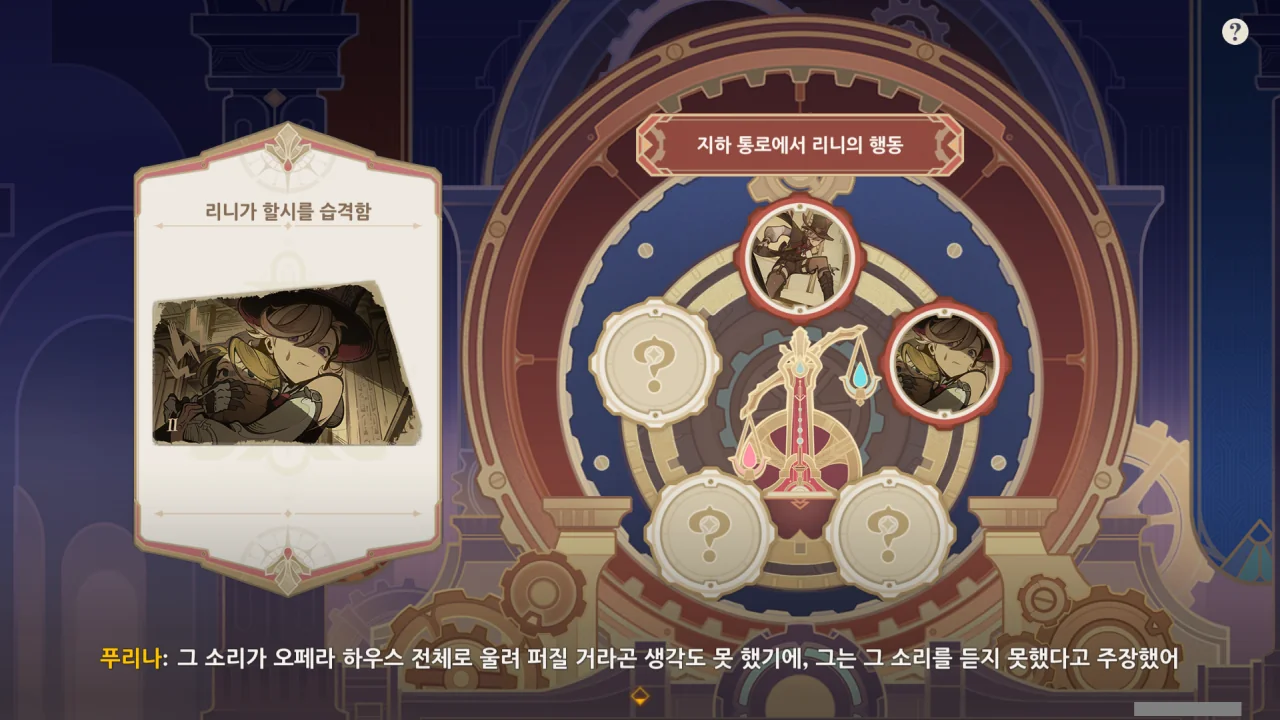 ?
지하 통로에서 리니의 행동
리니가 할시를 습격함
II
푸리나: 그 소리가 오페라 하우스 전체로 울려 퍼질 거라곤 생각도 못 했기에, 그는 그 소리를 듣지 못했다고 주장했어